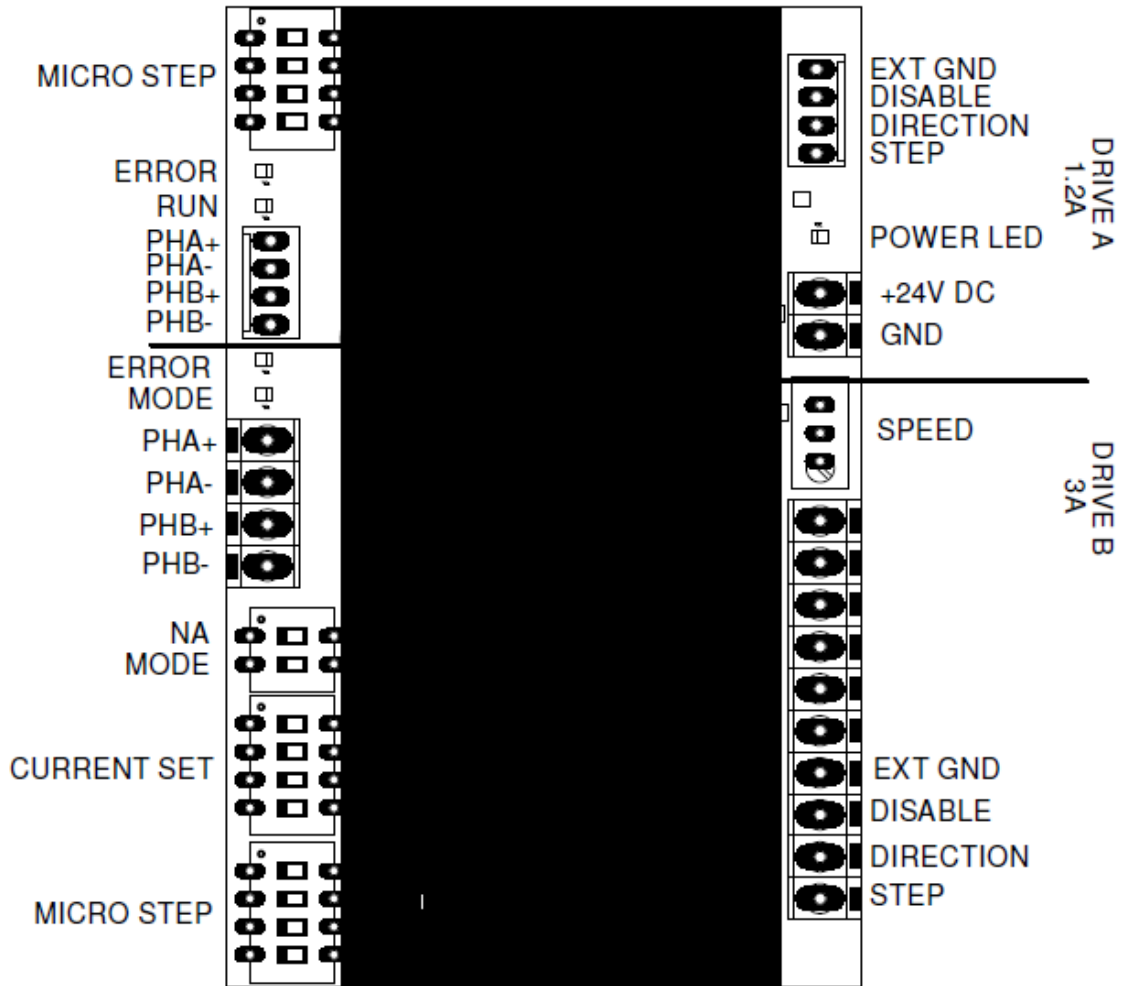 MICRO STEP
ERROR
RUN
PHA+
PHA-
PHB+
PHB-
ERROR
MODE
PHA+
PHA-
PHB+
PHB-
NA
MODE
CURRENT SET
MICRO STEP
EXT GND
DISABLE
DIRECTION
STEP
POWER LED
+24V DC
GND
SPEED
EXT GND
DISABLE
DIRECTION
STEP
DRIVE A
1.2A
DRIVE B
3A